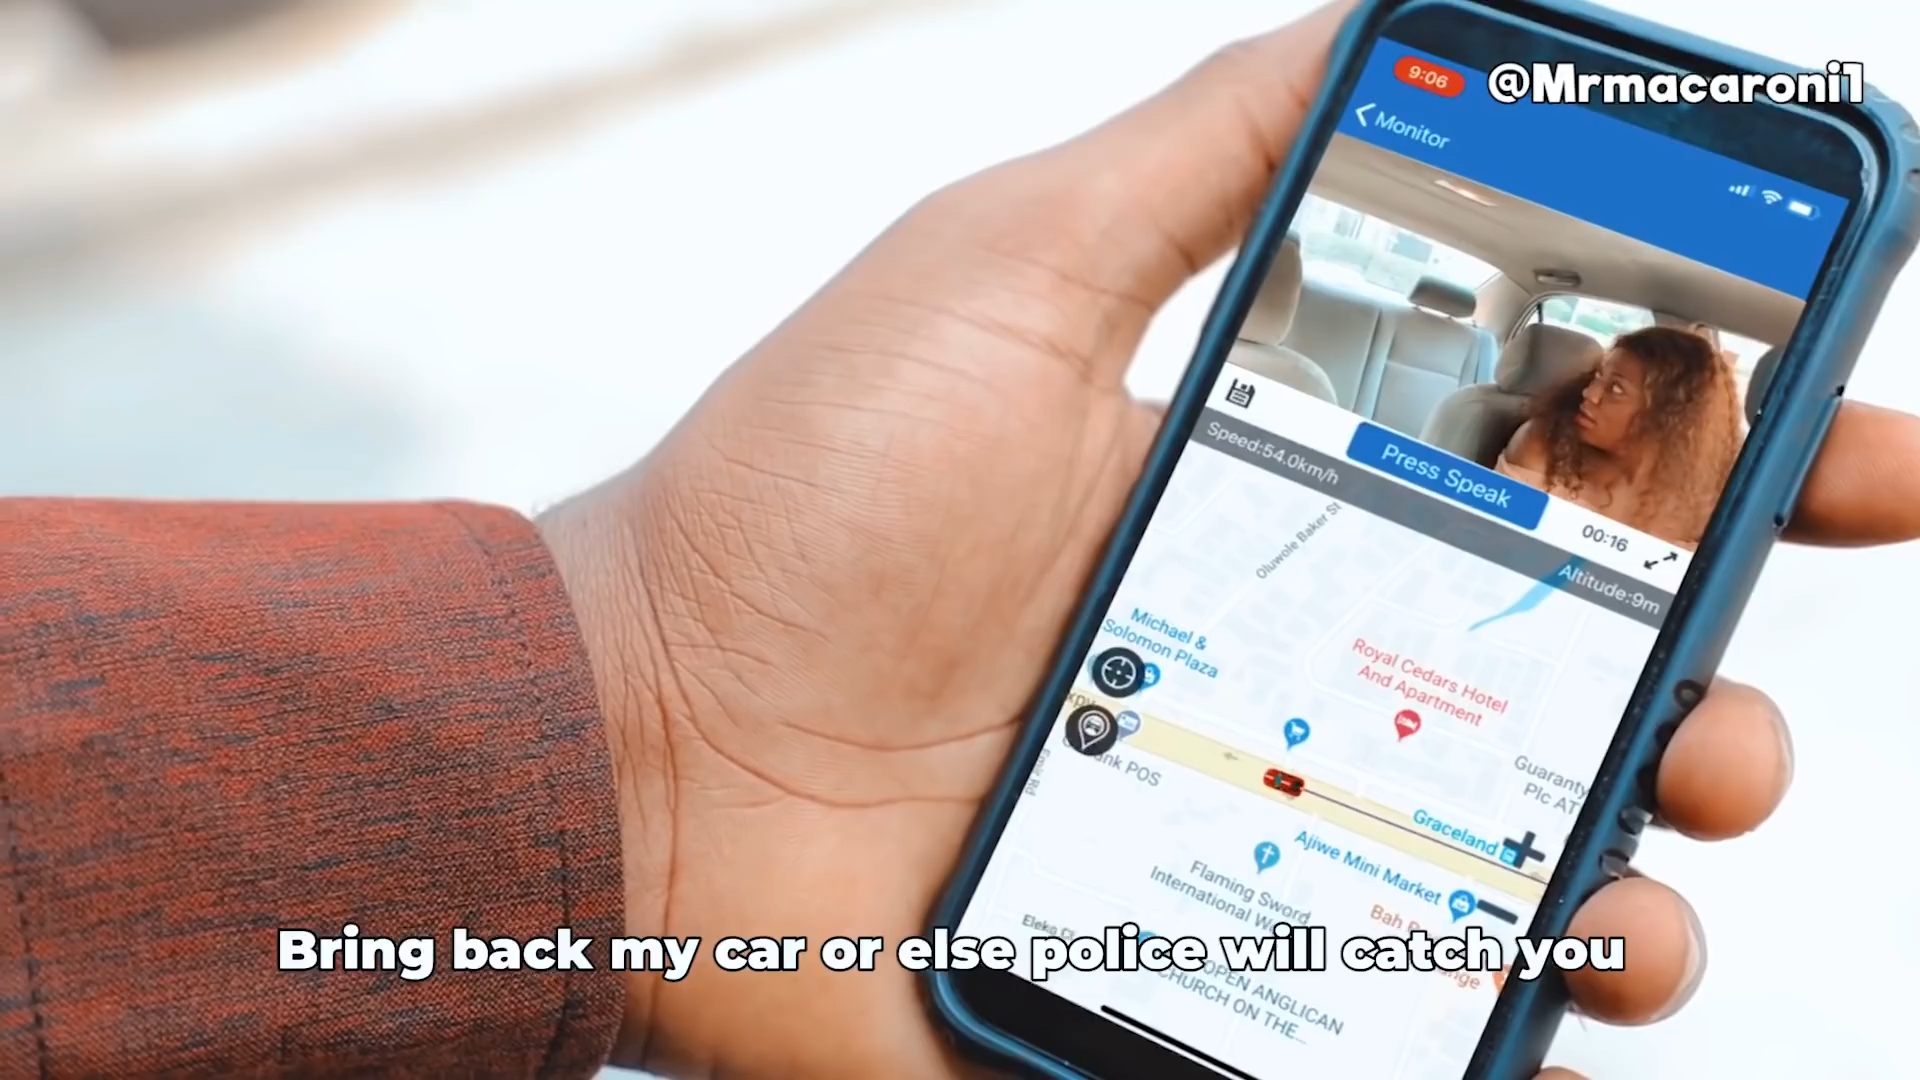 @Mrmacaroni1
9:06
Monitor
Press Speak
Speed:54.0km/h
00:16
Altitude:9m
Oluwole Baker St
Michael &
Solomon Plaza
Royal Cedars Hotel
And Apartment
Guaranty
Plc AT
POS
Graceland
Ajiwe Mini Market
Flaming Sword
International
Bah
Eleko
Bring back my car or else police will catch you
OPEN ANGLICAN
CHURCH ON THE...